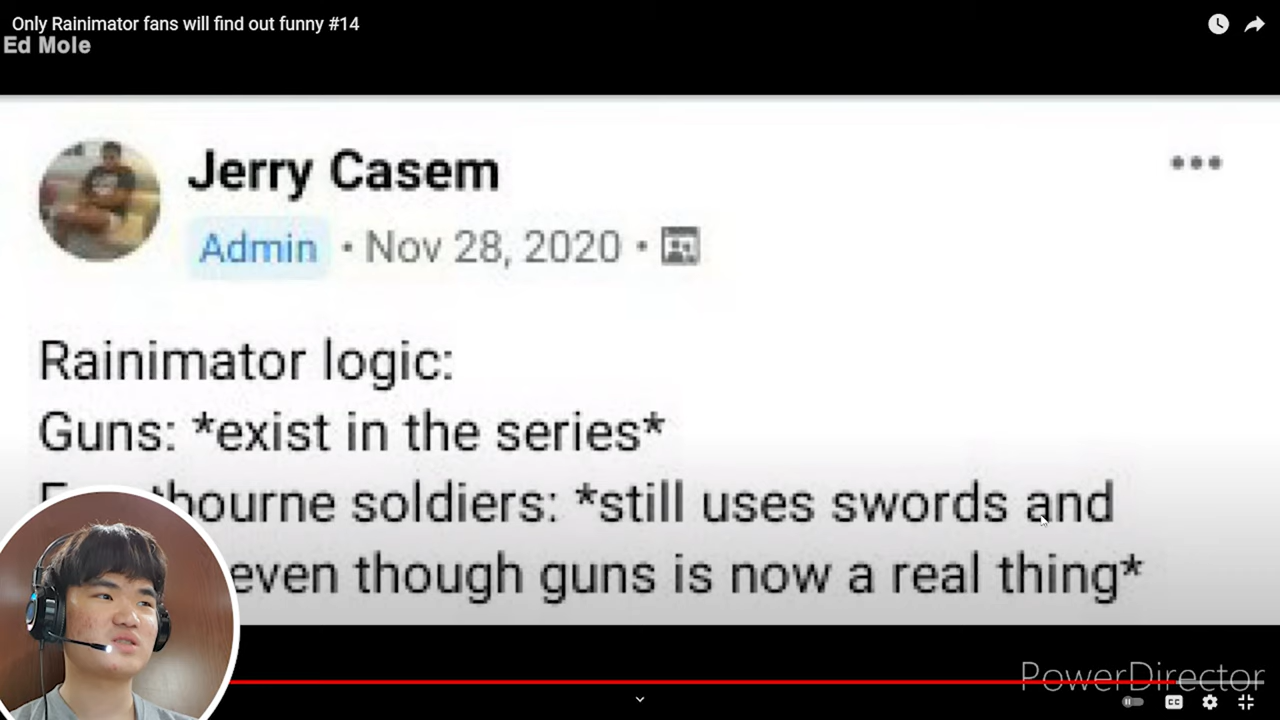 Only Rainimator fans will find out funny #14
Ed Mole
Jerry Casem
Admin • Nov 28, 2020 •
Rainimator logic:
Guns: *exist in the series*
thourne soldiers: *still uses swords and
even though guns is now a real thing*
PowerDirector
CC